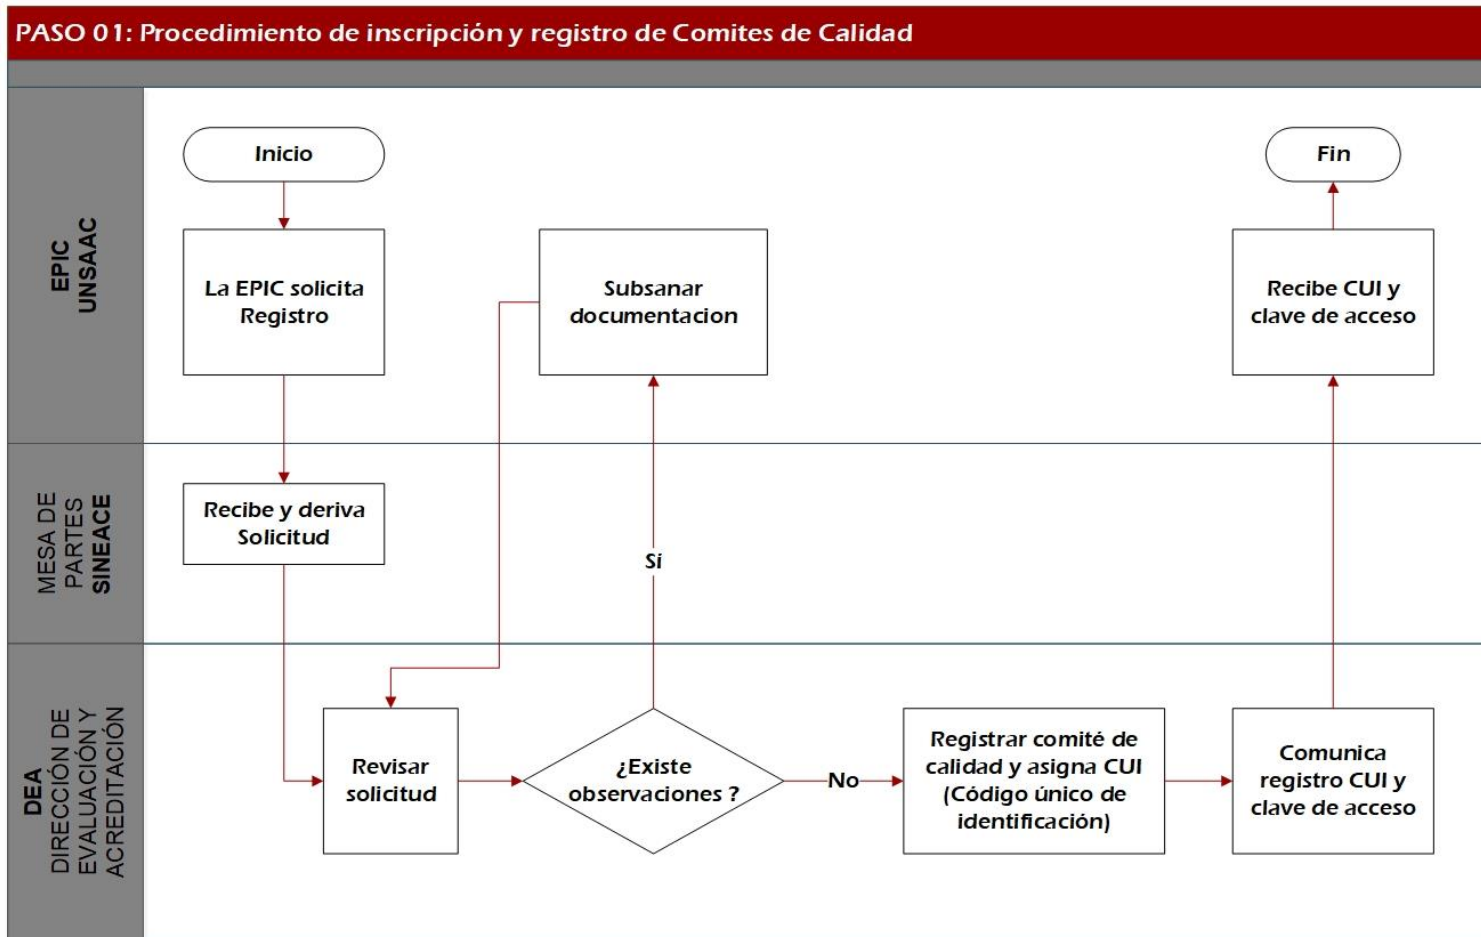 PASO 01: Procedimiento de inscripción y registro de Comites de Calidad
EPIC
UNSAAC
Inicio
Fin
La EPIC solicita
Registro
Subsanar
documentacion
Recibe CUI y
clave de acceso
MESA DE
PARTES
SINEACE
Recibe y deriva
Solicitud
Sí
DEA
DIRECCIÓN DE
EVALUACIÓN Y
ACREDITACIÓN
Revisar
solicitud
¿Existe
observaciones ?
No
Registrar comité de
calidad y asigna CUI
(Código único de
identificación)
Comunica
registro CUI y
clave de acceso